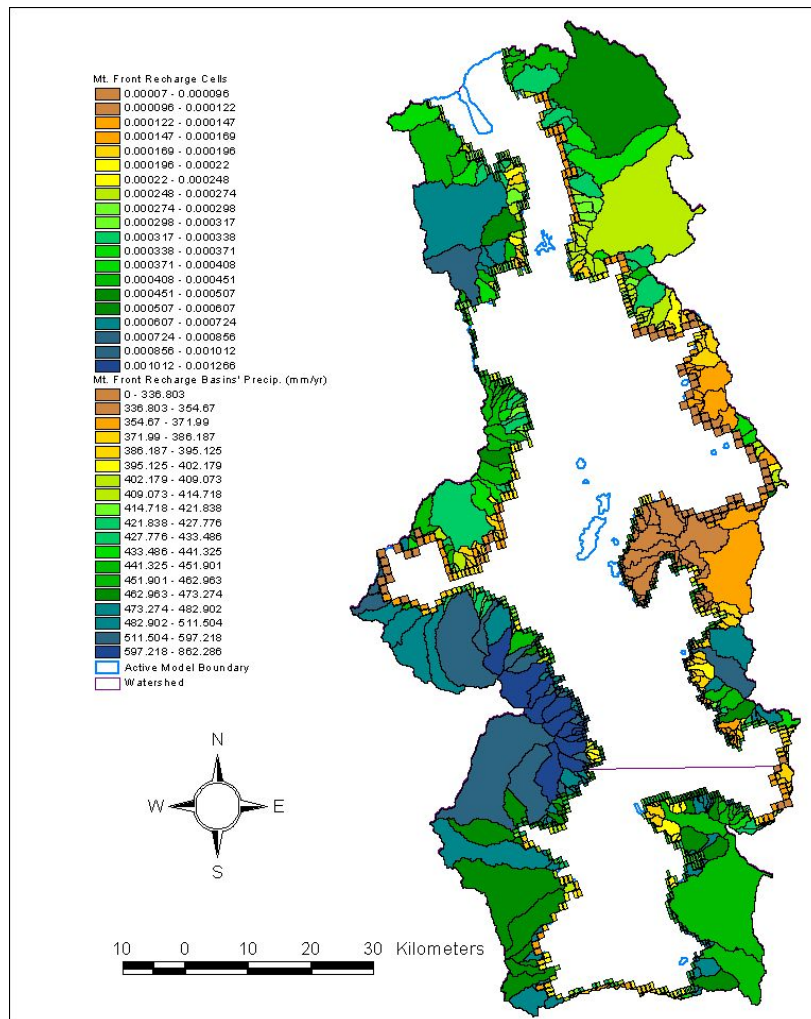 Mt. Front Recharge Cells
0.00007 - 0.000096
0.000096 - 0.000122
0.000122 - 0.000147
0.000147 - 0.000169
0.000169 - 0.000196
0.000196 - 0.00022
0.00022 - 0.000248
0.000248 - 0.000274
0.000274 - 0.000298
0.000298 - 0.000317
0.000317 - 0.000338
0.000338 - 0.000371
0.000371 - 0.000408
0.000408 - 0.000451
0.000451 - 0.000507
0.000507 - 0.000607
0.000607 - 0.000724
0.000724 - 0.000856
0.000856 - 0.001012
0.001012 - 0.001266
Mt. Front Recharge Basins' Precip. (mm/yr)
0 - 336.803
336.803 - 354.67
354.67 - 371.99
371.99 - 386.187
386.187 - 395.125
395.125 - 402.179
402.179 - 409.073
409.073 - 414.718
414.718 - 421.838
421.838 - 427.776
427.776 - 433.486
433.486 - 441.325
441.325 - 451.901
451.901 - 462.963
462.963 - 473.274
473.274 - 482.902
482.902 - 511.504
511.504 - 597.218
597.218 - 862.286
Active Model Boundary
Watershed
N
W E
S
10 0 10 20 30 Kilometers